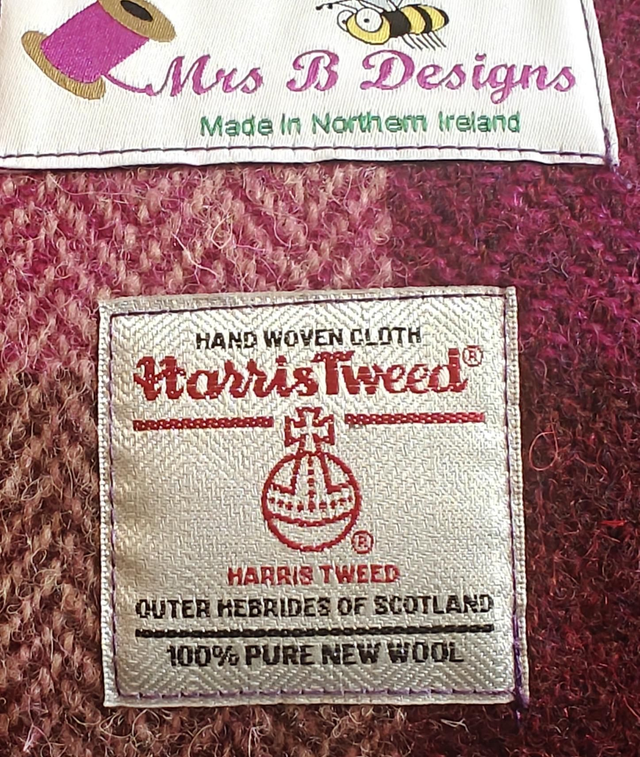 Mrs B Designs
Made In Northern Ireland
HAND WOVEN CLOTH
Harris Tweed®
®
HARRIS TWEED
OUTER HEBRIDES OF SCOTLAND
100% PURE NEW WOOL